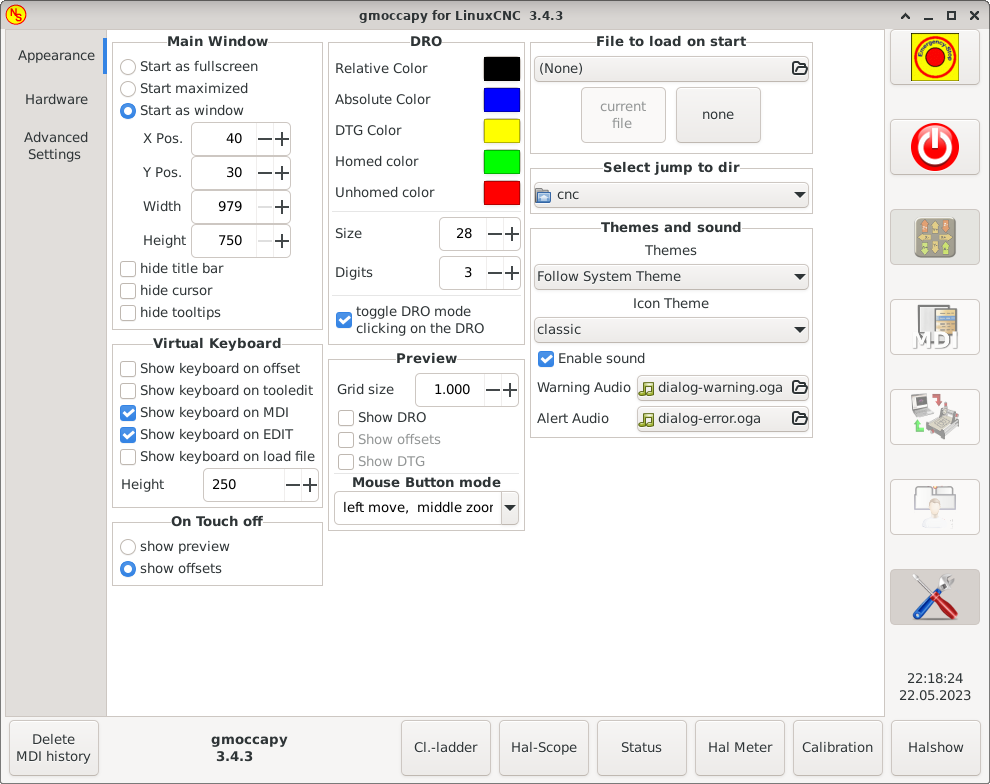 gmoccapy for LinuxCNC 3.4.3
Appearance
Hardware
Advanced
Settings
Main Window
Start as fullscreen
Start maximized
Start as window
X Pos. 40
Y Pos. 30
Width 979
Height 750
hide title bar
hide cursor
hide tooltips
Virtual Keyboard
Show keyboard on offset
Show keyboard on tooledit
Show keyboard on MDI
Show keyboard on EDIT
Show keyboard on load file
Height 250
On Touch off
show preview
show offsets
DRO
Relative Color
Absolute Color
DTG Color
Homed color
Unhomed color
Size 28
Digits 3
toggle DRO mode
clicking on the DRO
Preview
Grid size 1.000
Show DRO
Show offsets
Show DTG
Mouse Button mode
left move, middle zoor
File to load on start
(None)
current
file
none
Select jump to dir
cnc
Themes and sound
Themes
Follow System Theme
Icon Theme
classic
Enable sound
Warning Audio dialog-warning.oga
Alert Audio dialog-error.oga
Emergency-Stop
MDI
22:18:24
22.05.2023
Delete
MDI history
gmoccapy
3.4.3
Cl.-ladder
Hal-Scope
Status
Hal Meter
Calibration
Halshow